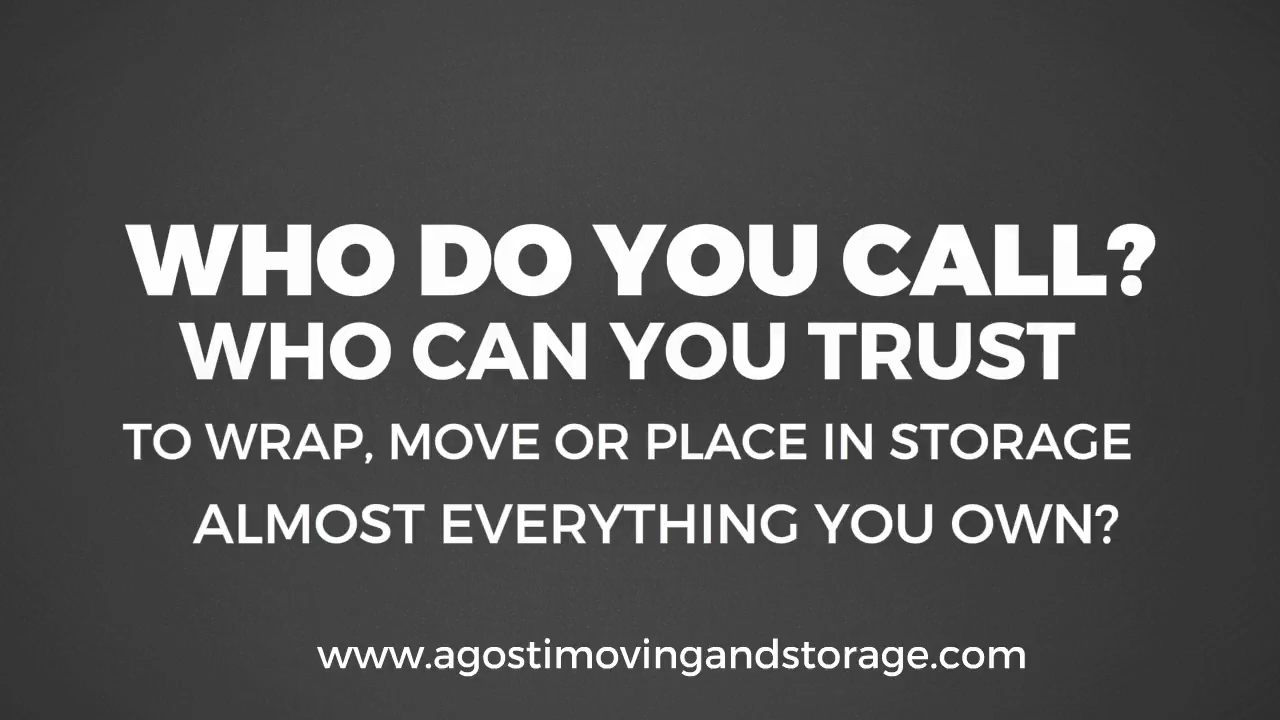 WHO DO YOU CALL?
WHO CAN YOU TRUST
TO WRAP, MOVE OR PLACE IN STORAGE
ALMOST EVERYTHING YOU OWN?
www.agostimovingandstorage.com